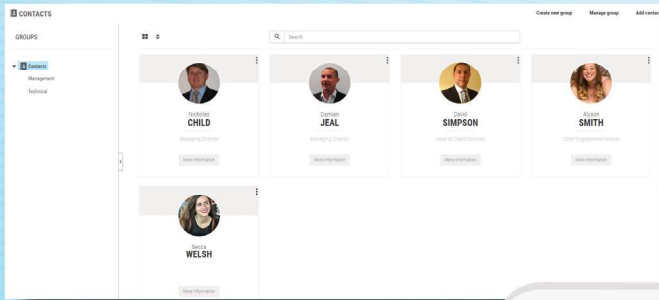 CONTACTS
Create new group
Manage group
Add contac
GROUPS
Search
Contacts
Management
Technical
Nicholas
CHILD
Managing Director
More information
Damian
JEAL
Managing Director
More information
David
SIMPSON
Head of Client Services
More information
Alyson
SMITH
Client Engagement Analyst
More information
Becca
WELSH
More information